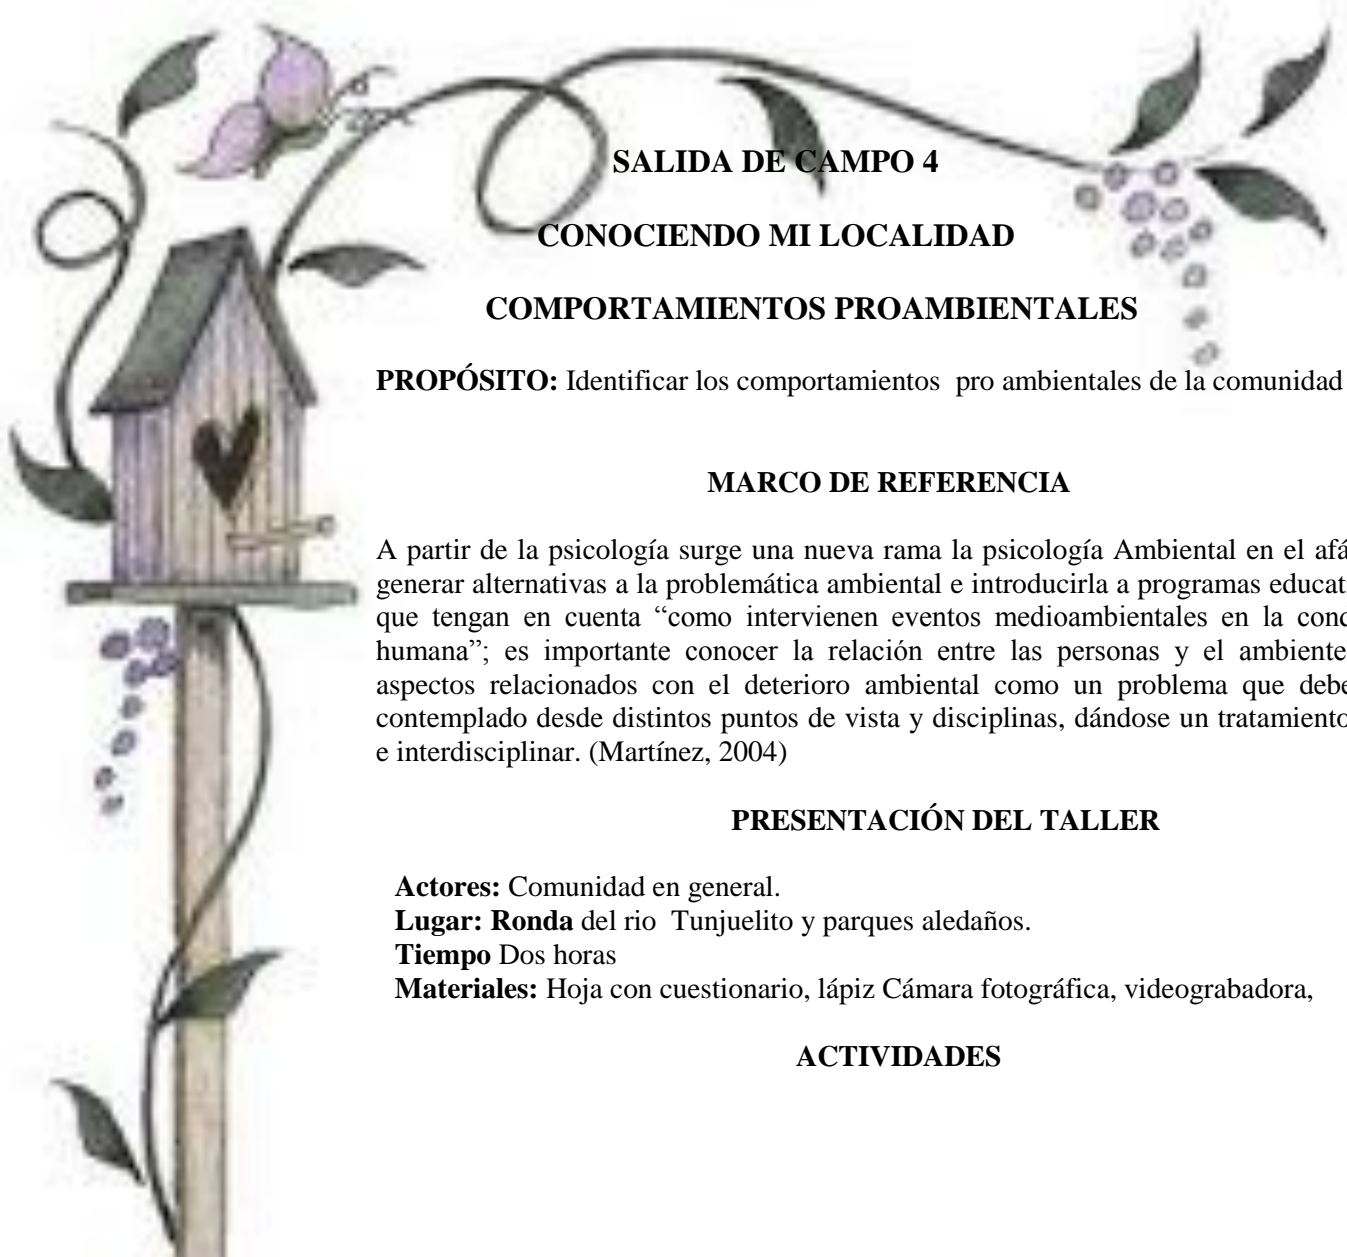 SALIDA DE CAMPO 4
CONOCIENDO MI LOCALIDAD
COMPORTAMIENTOS PROAMBIENTALES
PROPÓSITO: Identificar los comportamientos pro ambientales de la comunidad
MARCO DE REFERENCIA
A partir de la psicología surge una nueva rama la psicología Ambiental en el
generar alternativas a la problemática ambiental e introducirla a programas
que tengan en cuenta “como intervienen eventos medioambientales en la
humana”; es importante conocer la relación entre las personas y el ambiente
aspectos relacionados con el deterioro ambiental como un problema que debe
contemplado desde distintos puntos de vista y disciplinas, dándose un tratamiento
e interdisciplinar. (Martínez, 2004)
PRESENTACIÓN DEL TALLER
Actores: Comunidad en general.
Lugar: Ronda del rio Tunjuelito y parques aledaños.
Tiempo Dos horas
Materiales: Hoja con cuestionario, lápiz Cámara fotográfica, videograbadora,
ACTIVIDADES